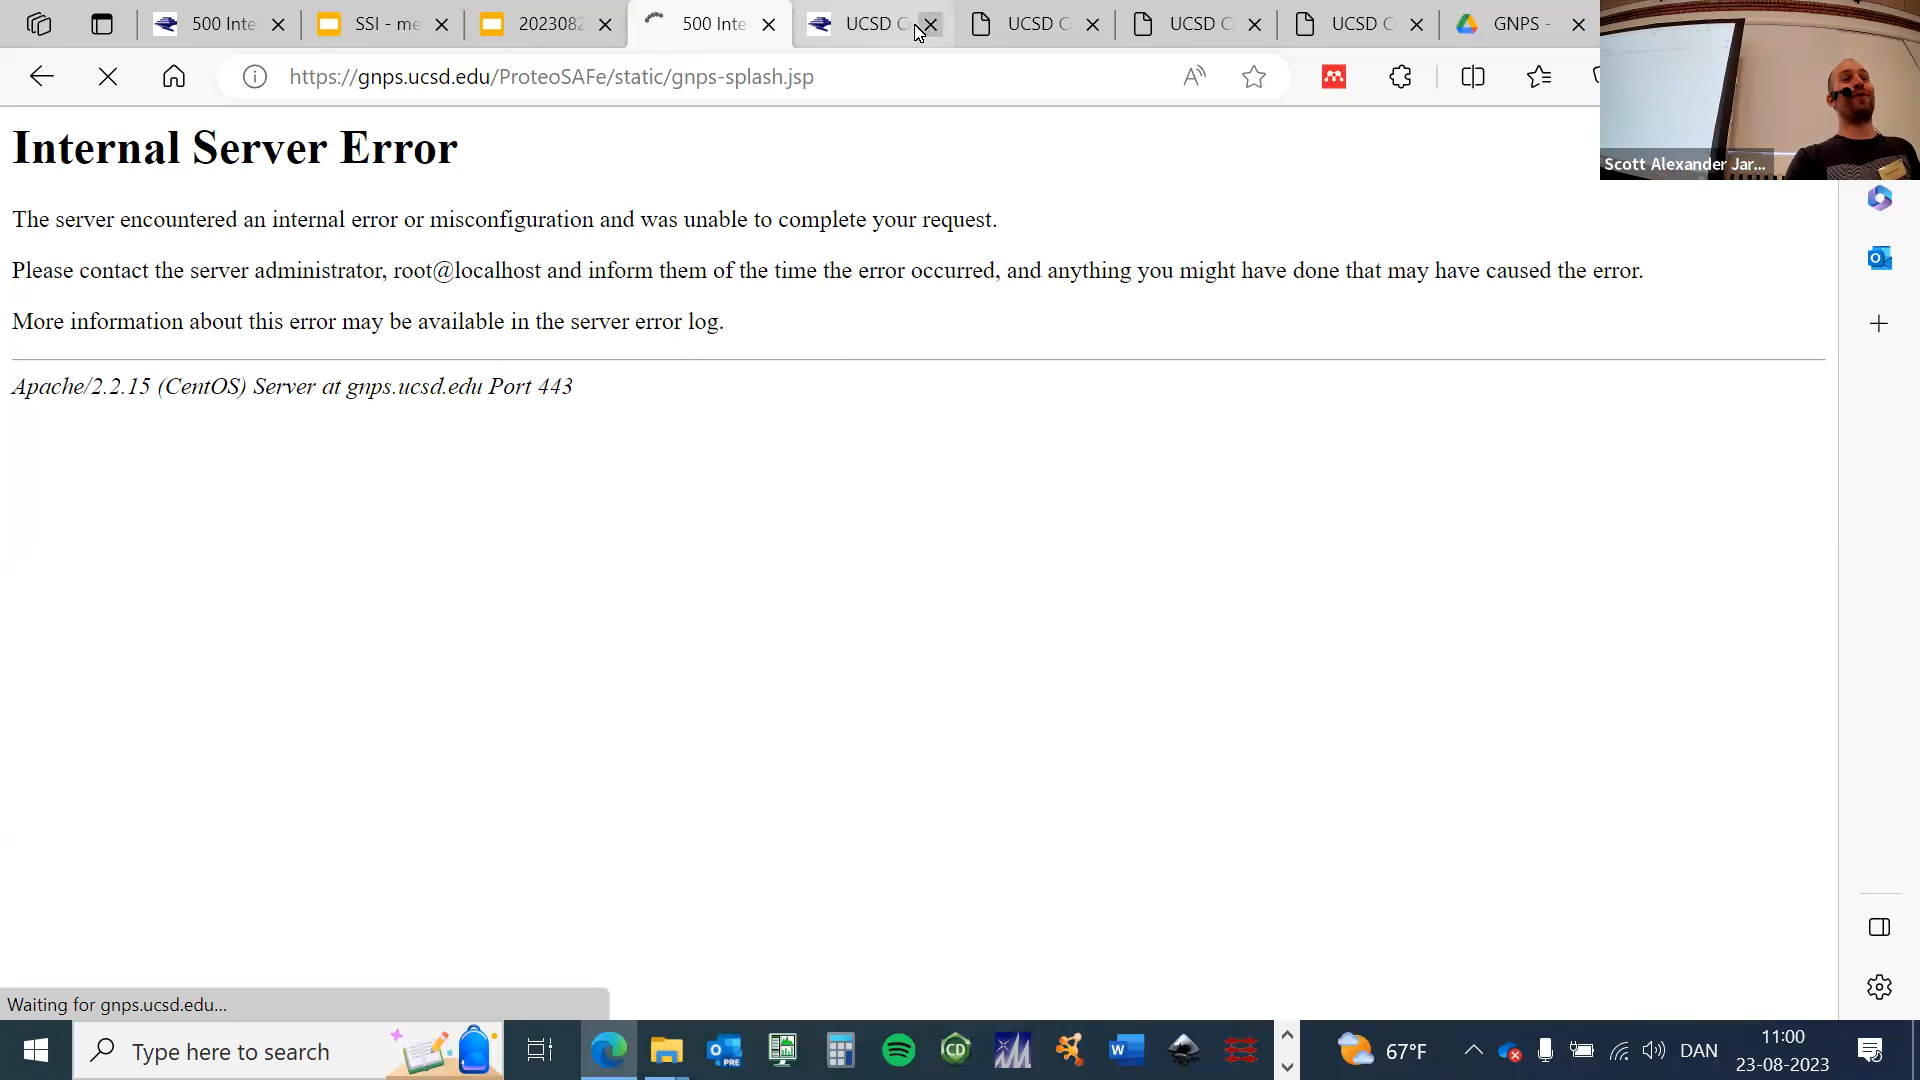 500 Inte
SSI - me
2023082
500 Inte
UCSD C
UCSD C
UCSD C
UCSD C
GNPS -
https://gnps.ucsd.edu/ProteoSAFe/static/gnps-splash.jsp
Scott Alexander Jar...
Internal Server Error
The server encountered an internal error or misconfiguration and was unable to complete your request.
Please contact the server administrator, root@localhost and inform them of the time the error occurred, and anything you might have done that may have caused the error.
More information about this error may be available in the server error log.
Apache/2.2.15 (CentOS) Server at gnps.ucsd.edu Port 443
Waiting for gnps.ucsd.edu...
Type here to search
67°F
DAN
11:00
23-08-2023